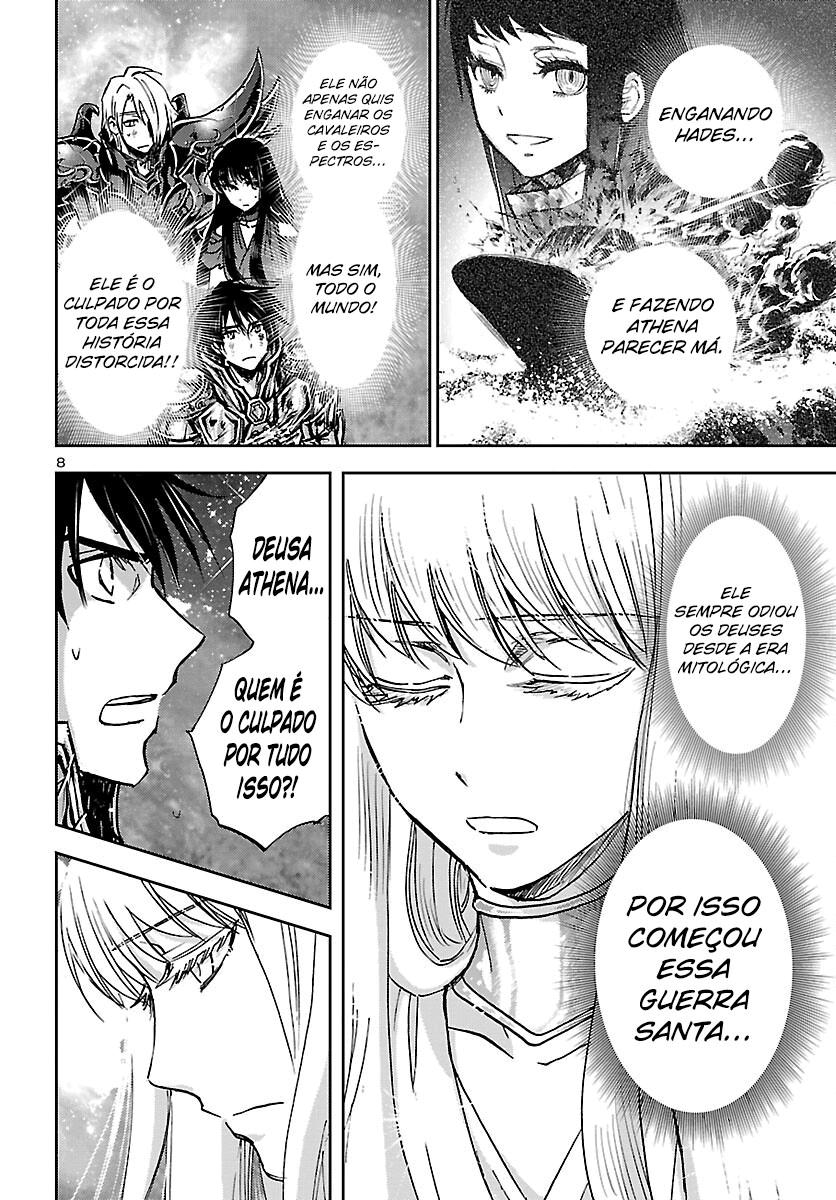 ENGANANDO
HADES...
E FAZENDO
ATHENA
PARECER MÁ.
ELE NÃO
APENAS QUIS
ENGANAR OS
CAVALEIROS
E OS ES-
PECTROS...
MAS SIM,
TODO O
MUNDO!
ELE É O
CULPADO POR
TODA ESSA
HISTÓRIA
DISTORCIDA!!
8
ELE
SEMPRE ODIOU
OS DEUSES
DESDE A ERA
MITOLÓGICA...
POR ISSO
COMEÇOU
ESSA
GUERRA
SANTA...
DEUSA
ATHENA...
QUEM É
O CULPADO
POR TUDO
ISSO?!